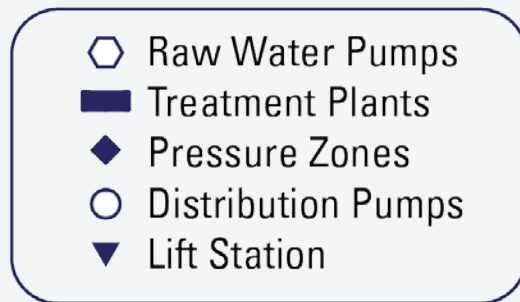 Raw Water Pumps
Treatment Plants
Pressure Zones
Distribution Pumps
Lift Station